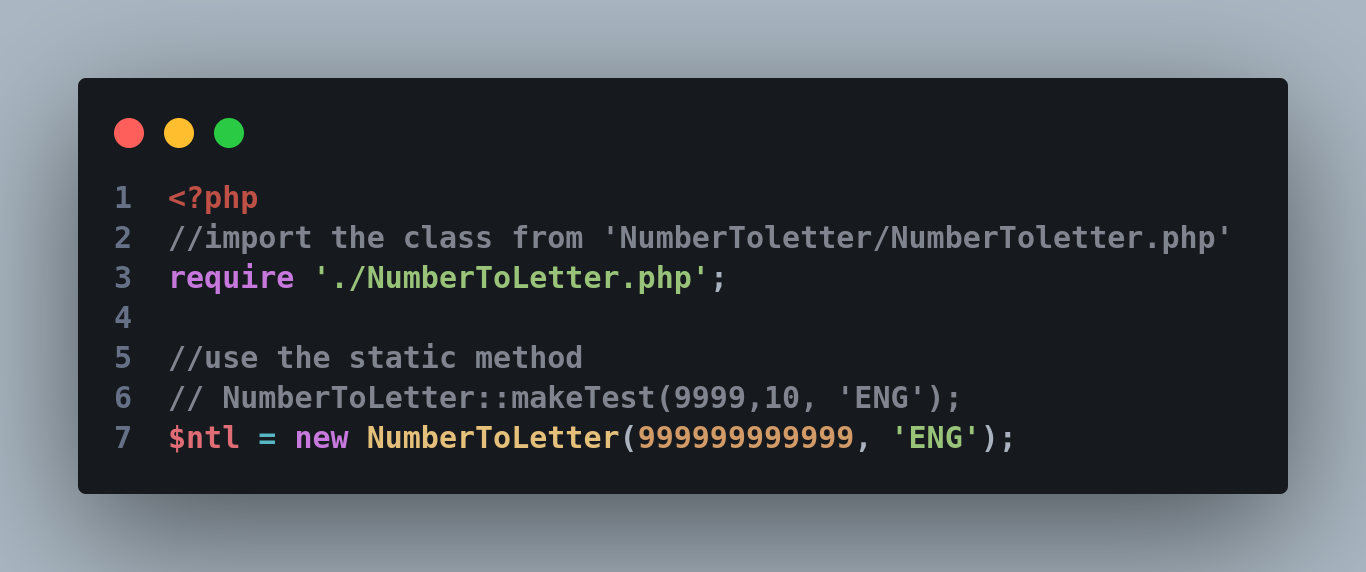 1 <?php
2 //import the class from 'NumberToletter/NumberToletter.php'
3 require './NumberToLetter.php';
4
5 //use the static method
6 // NumberToLetter::makeTest(9999,10, 'ENG');
7 $ntl = new NumberToLetter(999999999999, 'ENG');